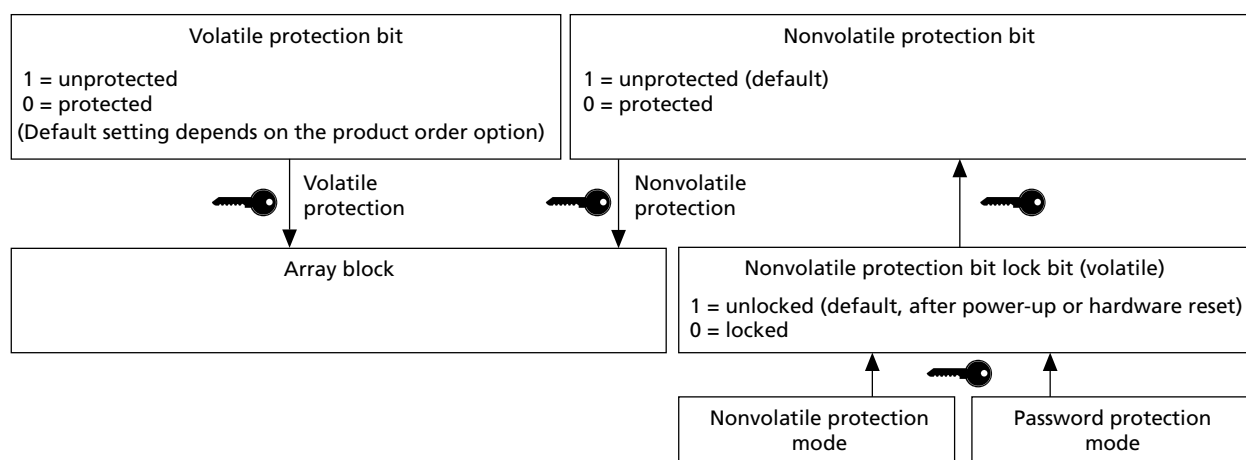 Volatile protection bit
1 = unprotected
0 = protected
(Default setting depends on the product order option)
Nonvolatile protection bit
1 = unprotected (default)
0 = protected
Volatile
protection
Nonvolatile
protection
Array block
Nonvolatile protection bit lock bit (volatile)
1 = unlocked (default, after power-up or hardware reset)
0 = locked
Nonvolatile protection
mode
Password protection
mode